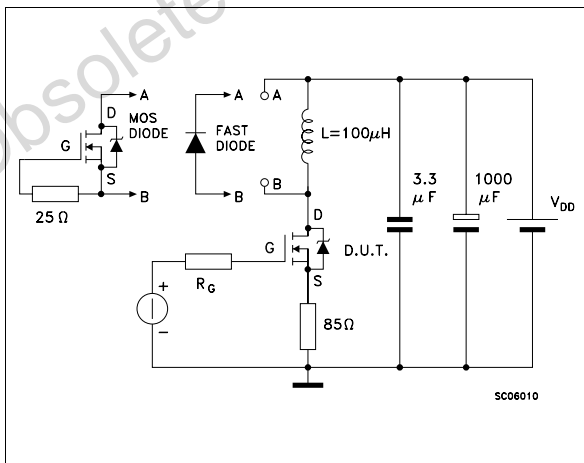 obsolete
A
D
MOS
DIODE
G
S
B
25 Ω
A
FAST
DIODE
B
A
L=100μH
B
D
G
D.U.T.
S
RG
+
−
85Ω
3.3
μF
1000
μF
VDD
SC06010